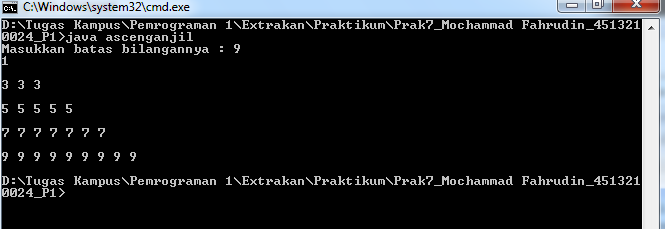 C:\Windows\system32\cmd.exe
D:\Tugas Kampus\Pemrograman 1\Extrakan\Praktikum\Prak7_Mochammad Fahrudin_451321
0024_P1>java ascenganjil
Masukkan batas bilangannya : 9
1
3 3 3
5 5 5 5 5
7 7 7 7 7 7 7
9 9 9 9 9 9 9 9 9
D:\Tugas Kampus\Pemrograman 1\Extrakan\Praktikum\Prak7_Mochammad Fahrudin_451321
0024_P1>